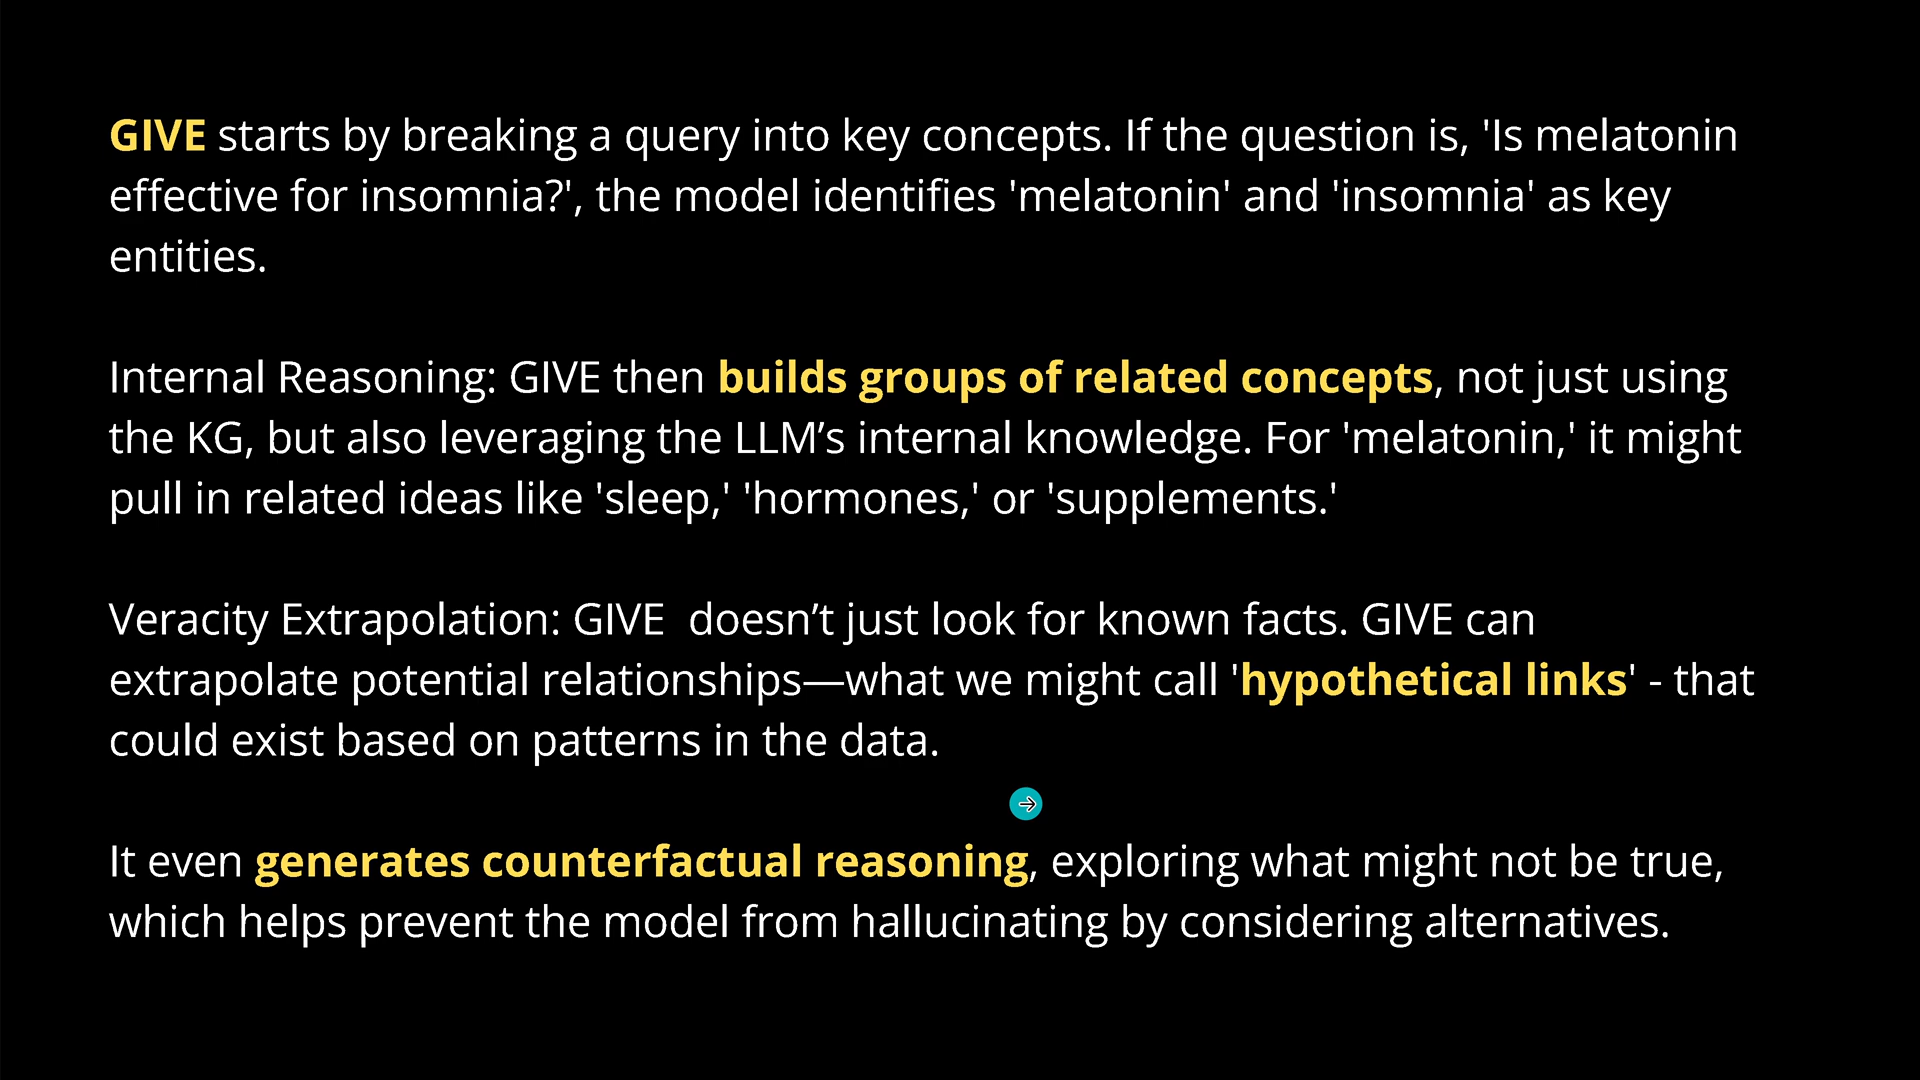 GIVE starts by breaking a query into key concepts. If the question is, 'Is melatonin
effective for insomnia?', the model identifies 'melatonin' and 'insomnia' as key
entities.
Internal Reasoning: GIVE then builds groups of related concepts, not just using
the KG, but also leveraging the LLM’s internal knowledge. For 'melatonin,' it might
pull in related ideas like 'sleep,' 'hormones,' or 'supplements.'
Veracity Extrapolation: GIVE  doesn’t just look for known facts. GIVE can
extrapolate potential relationships—what we might call 'hypothetical links' - that
could exist based on patterns in the data.
It even generates counterfactual reasoning, exploring what might not be true,
which helps prevent the model from hallucinating by considering alternatives.